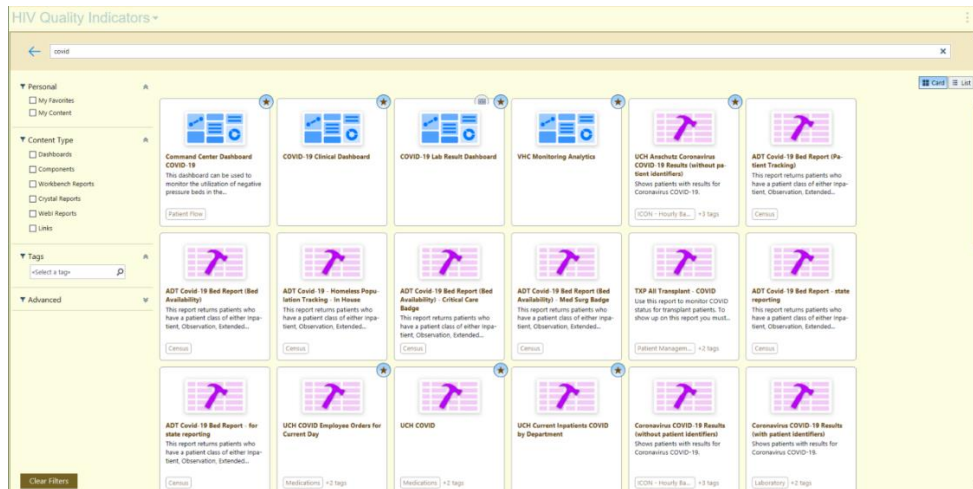 HIV Quality Indicators
covid
Card
List
Personal
My Favorites
My Content
Content Type
Dashboards
Components
Workbench Reports
Crystal Reports
WebI Reports
Links
Tags
<Select a tag>
Advanced
Clear Filters
Command Center Dashboard
COVID-19
This dashboard can be used to
monitor the utilization of negative
pressure beds in the...
Patient Flow
COVID-19 Clinical Dashboard
COVID-19 Lab Result Dashboard
VHC Monitoring Analytics
UCH Anschutz Coronavirus
COVID-19 Results (without pa-
tient identifiers)
Shows patients with results for
Coronavirus COVID-19.
ICON - Hourly Ba... +3 tags
ADT Covid-19 Bed Report (Pa-
tient Tracking)
This report returns patients who
have a patient class of either Inpa-
tient, Observation, Extended...
Census
ADT Covid-19 Bed Report (Bed
Availability)
This report returns patients who
have a patient class of either Inpa-
tient, Observation, Extended...
Census
ADT Covid-19 - Homeless Popu-
lation Tracking - In House
This report returns patients who
have a patient class of either Inpa-
tient, Observation, Extended...
Census
ADT Covid-19 Bed Report (Bed
Availability) - Critical Care
Badge
This report returns patients who
have a patient class of either Inpa-
tient, Observation, Extended...
Census
ADT Covid-19 Bed Report (Bed
Availability) - Med Surg Badge
This report returns patients who
have a patient class of either Inpa-
tient, Observation, Extended...
Census
TXP All Transplant - COVID
Use this report to monitor COVID
status for transplant patients. To
show up on this report you must...
Patient Managem... +2 tags
ADT Covid-19 Bed Report - state
reporting
This report returns patients who
have a patient class of either Inpa-
tient, Observation, Extended...
Census
ADT Covid-19 Bed Report - for
state reporting
This report returns patients who
have a patient class of either Inpa-
tient, Observation, Extended...
Census
UCH COVID Employee Orders for
Current Day
Medications +2 tags
UCH COVID
Medications +2 tags
UCH Current Inpatients COVID
by Department
Coronavirus COVID-19 Results
(without patient identifiers)
Shows patients with results for
Coronavirus COVID-19.
ICON - Hourly Ba... +3 tags
Coronavirus COVID-19 Results
(with patient identifiers)
Shows patients with results for
Coronavirus COVID-19.
Laboratory +2 tags